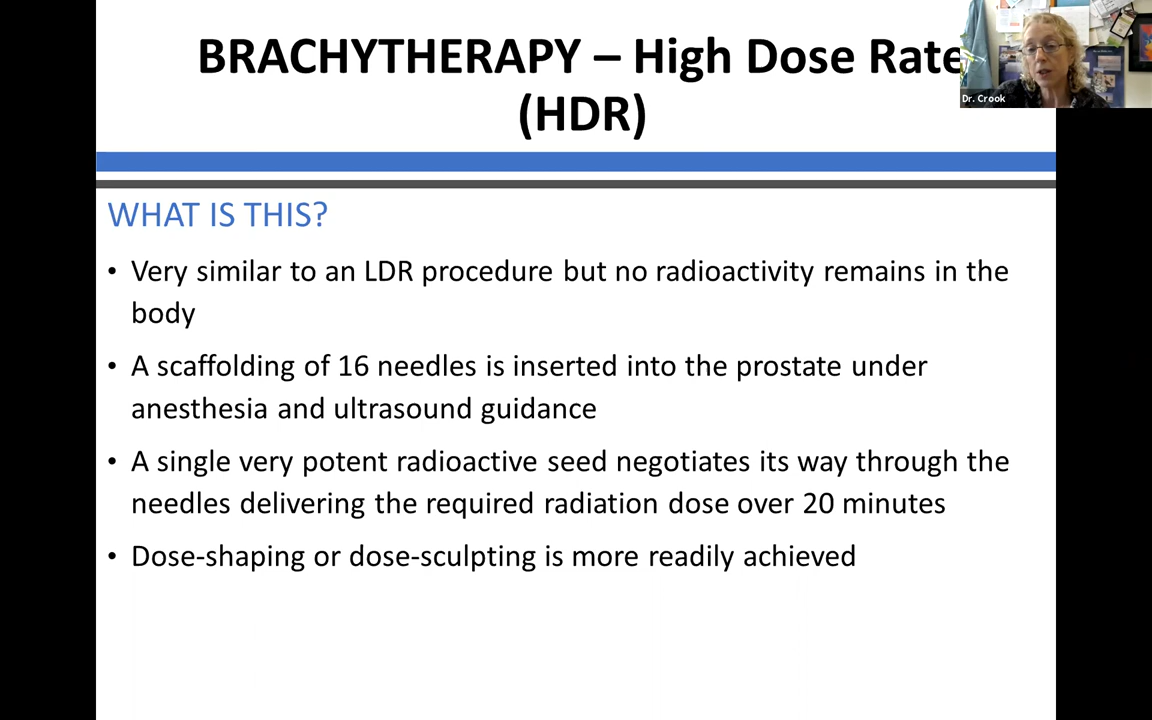 BRACHYTHERAPY – High Dose Rate
(HDR)
Dr. Crook
WHAT IS THIS?
• Very similar to an LDR procedure but no radioactivity remains in the
body
• A scaffolding of 16 needles is inserted into the prostate under
anesthesia and ultrasound guidance
• A single very potent radioactive seed negotiates its way through the
needles delivering the required radiation dose over 20 minutes
• Dose-shaping or dose-sculpting is more readily achieved